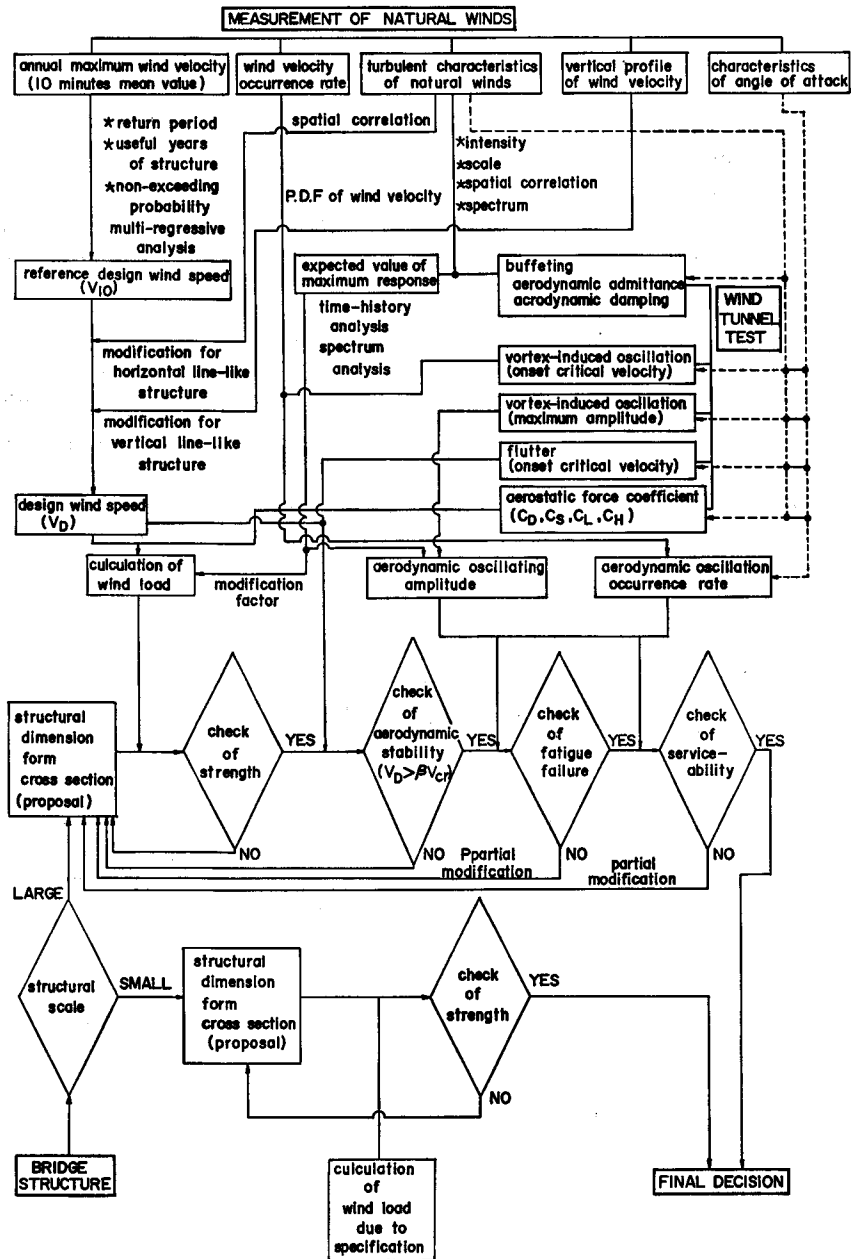 MEASUREMENT OF NATURAL WINDS
annual maximum wind velocity
(10 minutes mean value)
wind velocity
occurrence rate
turbulent characteristics
of natural winds
vertical profile
of wind velocity
characteristics
of angle of attack
*return period
*useful years
of structure
*non-exceeding
probability
multi-regressive
analysis
spatial correlation
P.D.F of wind velocity
*intensity
*scale
*spatial correlation
*spectrum
reference design wind speed
(V10)
expected value of
maximum response
buffeting
aerodynamic admittance
acrodynamic damping
WIND
TUNNEL
TEST
time-history
analysis
spectrum
analysis
modification for
horizontal line-like
structure
vortex-induced oscillation
(onset critical velocity)
vortex-induced oscillation
(maximum amplitude)
modification for
vertical line-like
structure
flutter
(onset critical velocity)
design wind speed
(VD)
aerostatic force coefficient
(CD, CS, CL, CH)
culculation of
wind load
modification
factor
aerodynamic oscillating
amplitude
aerodynamic oscillation
occurrence rate
structural
dimension
form
cross section
(proposal)
check
of
strength
YES
NO
check
of
aerodynamic
stability
(VD>βVcr)
YES
NO
check
of fatigue
failure
YES
NO
check
of service-
ability
YES
NO
Ppartial
modification
partial
modification
LARGE
structural
scale
SMALL
structural
dimension
form
cross section
(proposal)
check
of
strength
YES
NO
BRIDGE
STRUCTURE
culculation
of
wind load
due to
specification
FINAL DECISION